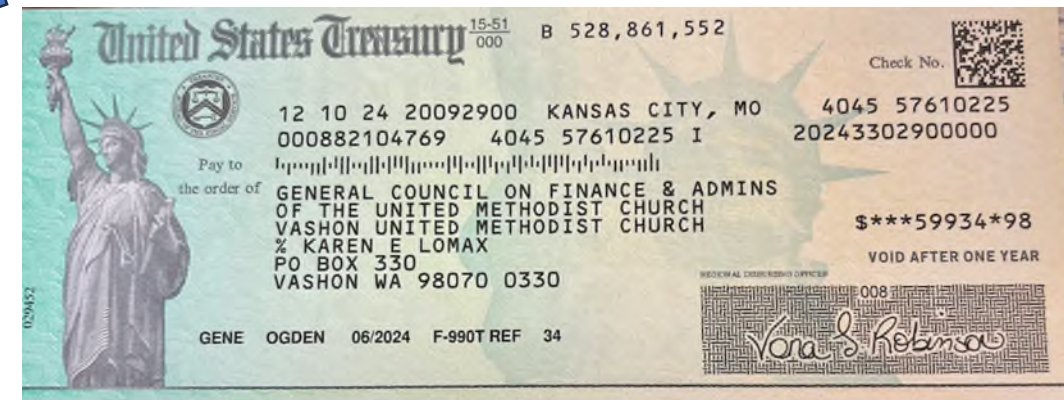 United States Treasury 15-51 000 B 528,861,552
Check No.
12 10 24 20092900 KANSAS CITY, MO 4045 57610225
000882104769 4045 57610225 I 20243302900000
Pay to
the order of
GENERAL COUNCIL ON FINANCE & ADMINS
OF THE UNITED METHODIST CHURCH
VASHON UNITED METHODIST CHURCH
% KAREN E LOMAX
PO BOX 330
VASHON WA 98070 0330
$***59934*98
VOID AFTER ONE YEAR
REGIONAL DISBURSING OFFICER
008
Vona S. Robinson
029452
GENE OGDEN 06/2024 F-990T REF 34